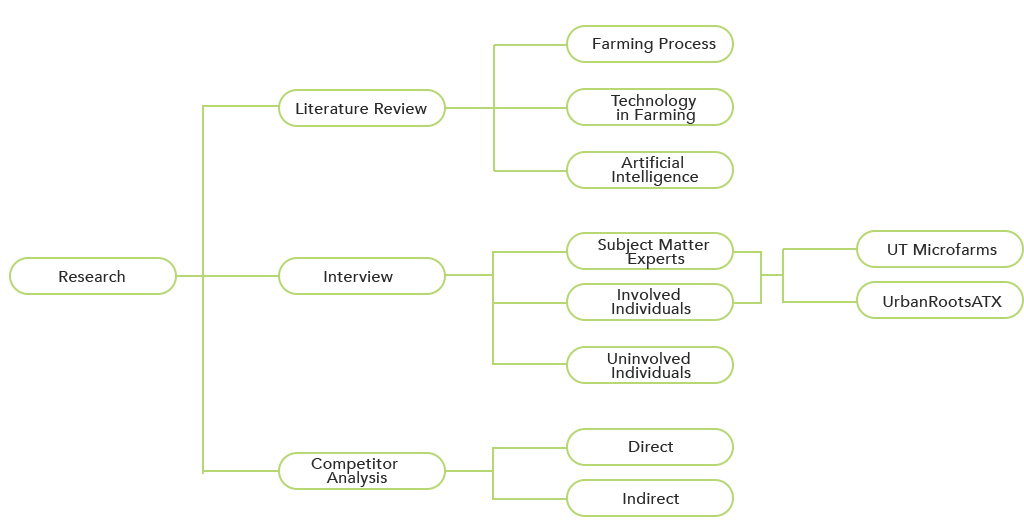 Farming Process
Literature Review
Technology
in Farming
Artificial
Intelligence
Research
Interview
Subject Matter
Experts
Involved
Individuals
Uninvolved
Individuals
UT Microfarms
UrbanRootsATX
Competitor
Analysis
Direct
Indirect